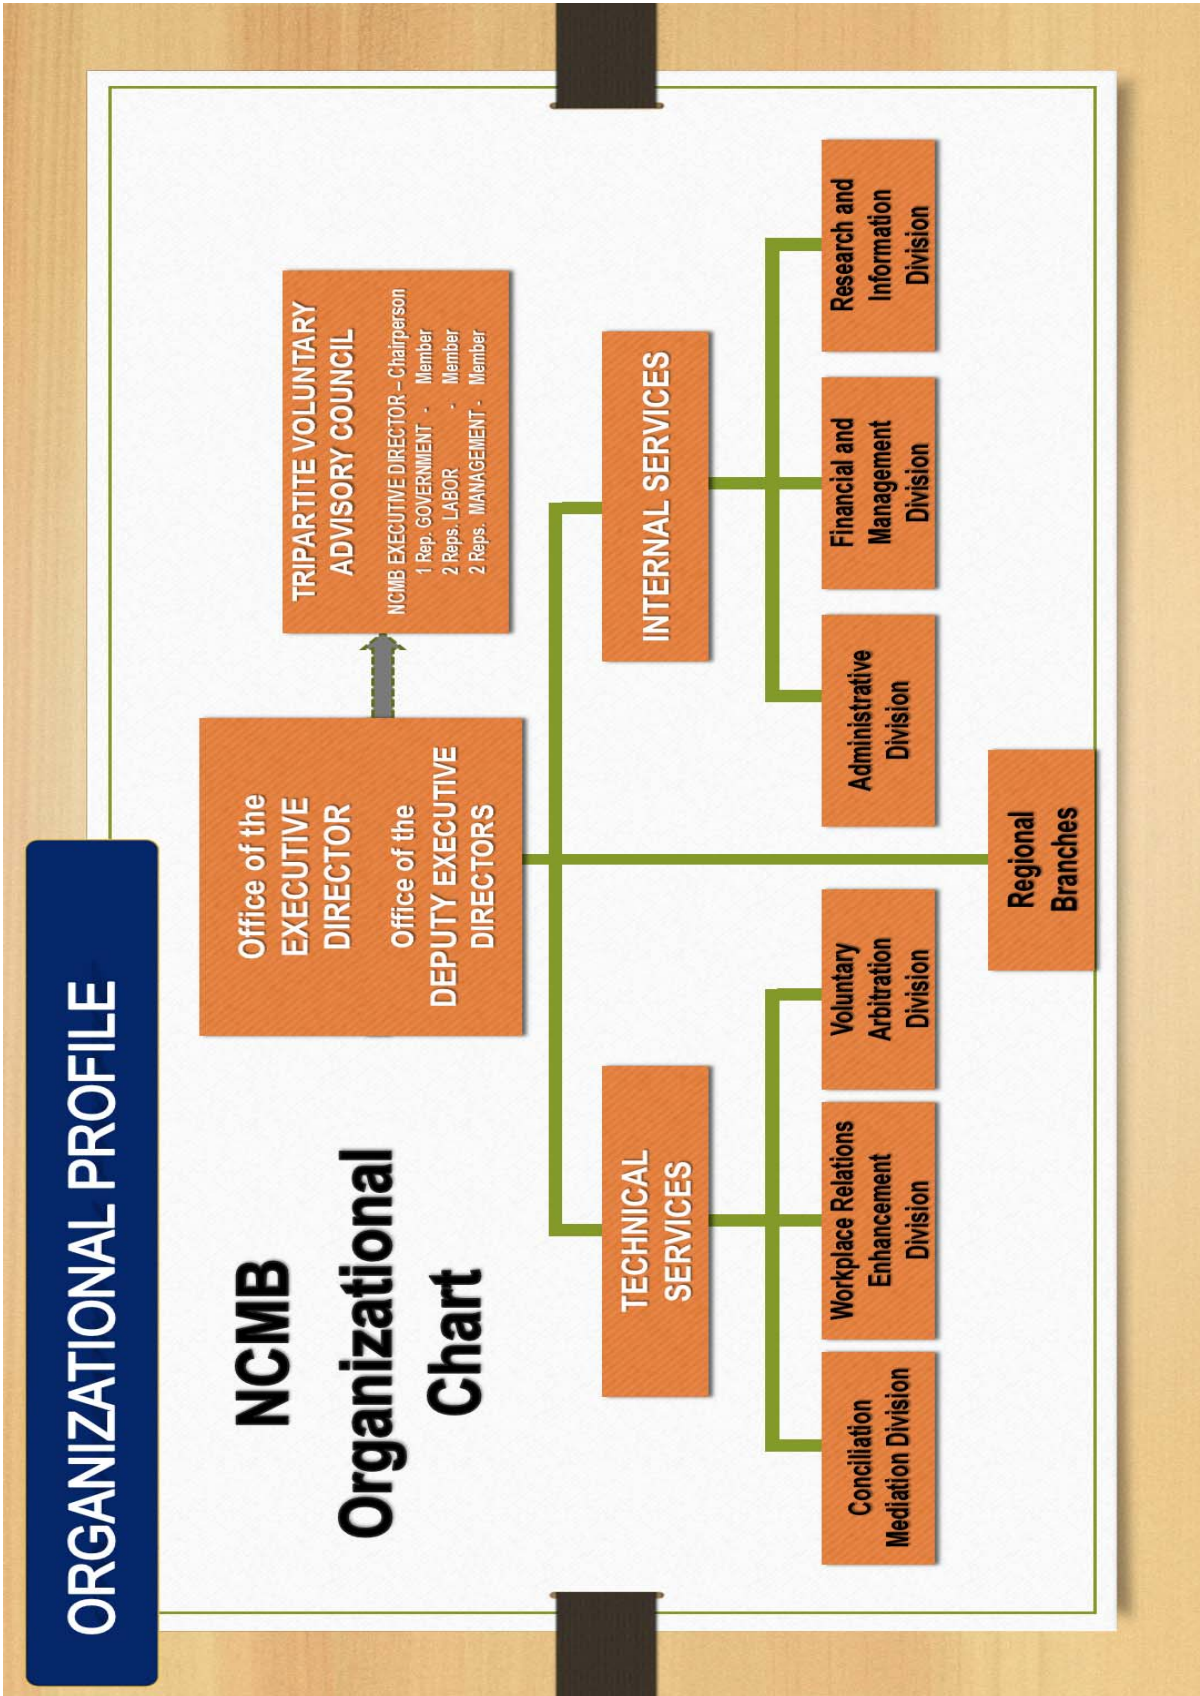 ORGANIZATIONAL PROFILE
NCMB
Organizational
Chart
Office of the
EXECUTIVE
DIRECTOR
Office of the
DEPUTY EXECUTIVE
DIRECTORS
TRIPARTITE VOLUNTARY
ADVISORY COUNCIL
NCMB EXECUTIVE DIRECTOR – Chairperson
1 Rep. GOVERNMENT - Member
2 Reps. LABOR - Member
2 Reps. MANAGEMENT - Member
TECHNICAL
SERVICES
INTERNAL SERVICES
Conciliation
Mediation Division
Workplace Relations
Enhancement
Division
Voluntary
Arbitration
Division
Administrative
Division
Financial and
Management
Division
Research and
Information
Division
Regional
Branches